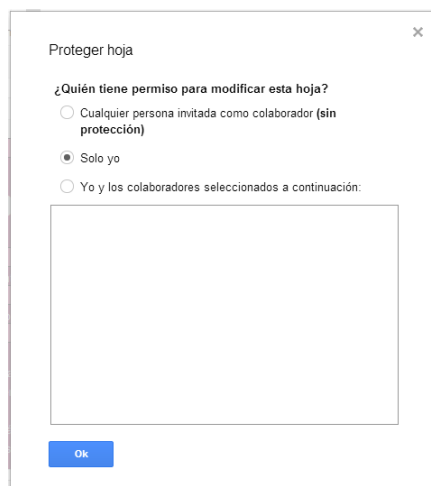 Proteger hoja
¿Quién tiene permiso para modificar esta hoja?
Cualquier persona invitada como colaborador (sin
protección)
Solo yo
Yo y los colaboradores seleccionados a continuación:
Ok